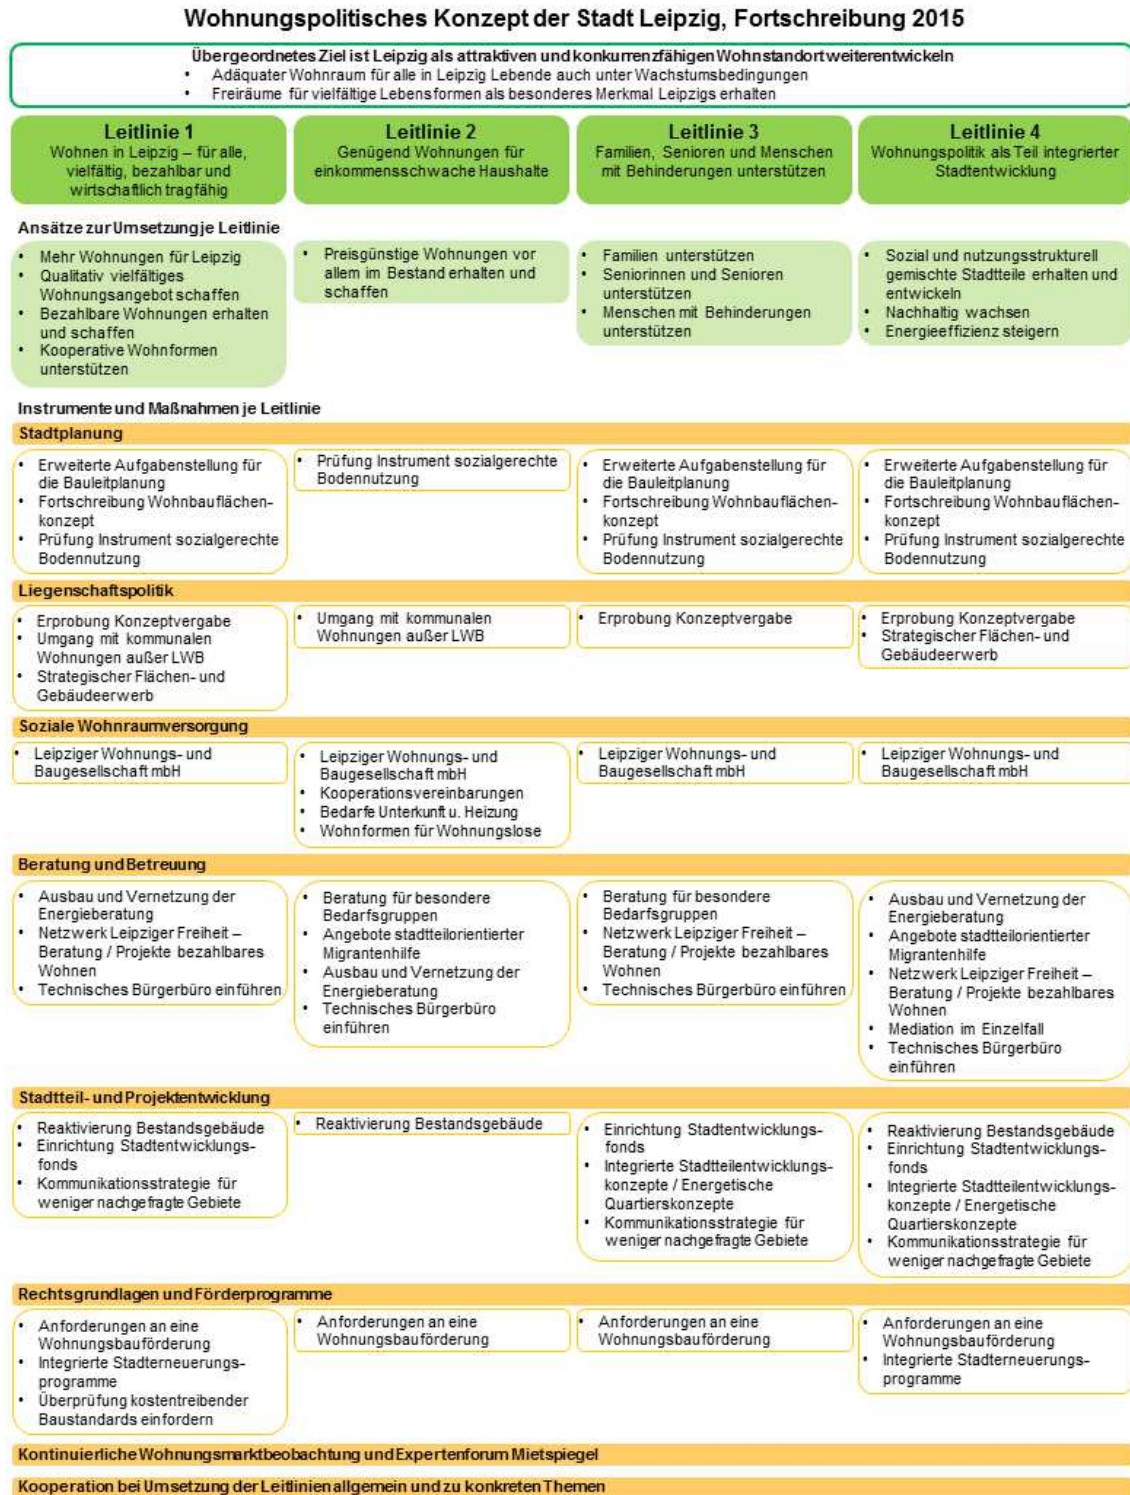 Wohnungspolitisches Konzept der Stadt Leipzig, Fortschreibung 2015
Übergeordnetes Ziel ist Leipzig als attraktiven und konkurrenzfähigen Wohnstandort weiterentwickeln
• Adäquater Wohnraum für alle in Leipzig Lebende auch unter Wachstumsbedingungen
• Freiräume für vielfältige Lebensformen als besonderes Merkmal Leipzigs erhalten
Leitlinie 1
Wohnen in Leipzig – für alle,
vielfältig, bezahlbar und
wirtschaftlich tragfähig
Leitlinie 2
Genügend Wohnungen für
einkommensschwache Haushalte
Leitlinie 3
Familien, Senioren und Menschen
mit Behinderungen unterstützen
Leitlinie 4
Wohnungspolitik als Teil integrierter
Stadtentwicklung
Ansätze zur Umsetzung je Leitlinie
• Mehr Wohnungen für Leipzig
• Qualitativ vielfältiges
Wohnungsangebot schaffen
• Bezahlbare Wohnungen erhalten
und schaffen
• Kooperative Wohnformen
unterstützen
• Preisgünstige Wohnungen vor
allem im Bestand erhalten und
schaffen
• Familien unterstützen
• Seniorinnen und Senioren
unterstützen
• Menschen mit Behinderungen
unterstützen
• Sozial und nutzungsstrukturell
gemischte Stadtteile erhalten und
entwickeln
• Nachhaltig wachsen
• Energieeffizienz steigern
Instrumente und Maßnahmen je Leitlinie
Stadtplanung
• Erweiterte Aufgabenstellung für
die Bauleitplanung
• Fortschreibung Wohnbauflächen-
konzept
• Prüfung Instrument sozialgerechte
Bodennutzung
• Prüfung Instrument sozialgerechte
Bodennutzung
• Erweiterte Aufgabenstellung für
die Bauleitplanung
• Fortschreibung Wohnbauflächen-
konzept
• Prüfung Instrument sozialgerechte
Bodennutzung
• Erweiterte Aufgabenstellung für
die Bauleitplanung
• Fortschreibung Wohnbauflächen-
konzept
• Prüfung Instrument sozialgerechte
Bodennutzung
Liegenschaftspolitik
• Erprobung Konzeptvergabe
• Umgang mit kommunalen
Wohnungen außer LWB
• Strategischer Flächen- und
Gebäudeerwerb
• Umgang mit kommunalen
Wohnungen außer LWB
• Erprobung Konzeptvergabe
• Erprobung Konzeptvergabe
• Strategischer Flächen- und
Gebäudeerwerb
Soziale Wohnraumversorgung
• Leipziger Wohnungs- und
Baugesellschaft mbH
• Leipziger Wohnungs- und
Baugesellschaft mbH
• Kooperationsvereinbarungen
• Bedarfe Unterkunft u. Heizung
• Wohnformen für Wohnungslose
• Leipziger Wohnungs- und
Baugesellschaft mbH
• Leipziger Wohnungs- und
Baugesellschaft mbH
Beratung und Betreuung
• Ausbau und Vernetzung der
Energieberatung
• Netzwerk Leipziger Freiheit –
Beratung / Projekte bezahlbares
Wohnen
• Technisches Bürgerbüro einführen
• Beratung für besondere
Bedarfsgruppen
• Angebote stadtteilorientierter
Migrantenhilfe
• Ausbau und Vernetzung der
Energieberatung
• Technisches Bürgerbüro
einführen
• Beratung für besondere
Bedarfsgruppen
• Netzwerk Leipziger Freiheit –
Beratung / Projekte bezahlbares
Wohnen
• Technisches Bürgerbüro einführen
• Ausbau und Vernetzung der
Energieberatung
• Angebote stadtteilorientierter
Migrantenhilfe
• Netzwerk Leipziger Freiheit –
Beratung / Projekte bezahlbares
Wohnen
• Mediation im Einzelfall
• Technisches Bürgerbüro
einführen
Stadtteil- und Projektentwicklung
• Reaktivierung Bestandsgebäude
• Einrichtung Stadtentwicklungs-
fonds
• Kommunikationsstrategie für
weniger nachgefragte Gebiete
• Reaktivierung Bestandsgebäude
• Einrichtung Stadtentwicklungs-
fonds
• Integrierte Stadtteilentwicklungs-
konzepte / Energetische
Quartierskonzepte
• Kommunikationsstrategie für
weniger nachgefragte Gebiete
• Reaktivierung Bestandsgebäude
• Einrichtung Stadtentwicklungs-
fonds
• Integrierte Stadtteilentwicklungs-
konzepte / Energetische
Quartierskonzepte
• Kommunikationsstrategie für
weniger nachgefragte Gebiete
Rechtsgrundlagen und Förderprogramme
• Anforderungen an eine
Wohnungsbauförderung
• Integrierte Stadterneuerungs-
programme
• Überprüfung kostentreibender
Baustandards einfordern
• Anforderungen an eine
Wohnungsbauförderung
• Anforderungen an eine
Wohnungsbauförderung
• Anforderungen an eine
Wohnungsbauförderung
• Integrierte Stadterneuerungs-
programme
Kontinuierliche Wohnungsmarktbeobachtung und Expertenforum Mietspiegel
Kooperation bei Umsetzung der Leitlinien allgemein und zu konkreten Themen